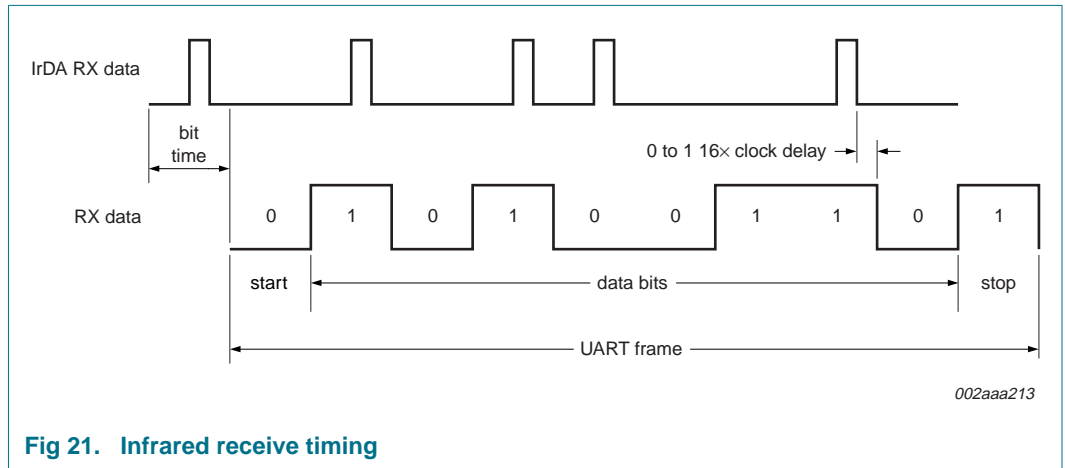 IrDA RX data
bit
time
0 to 1 16× clock delay
RX data
0 1 0 1 0 0 1 1 0 1
start data bits stop
UART frame
002aaa213
Fig 21. Infrared receive timing